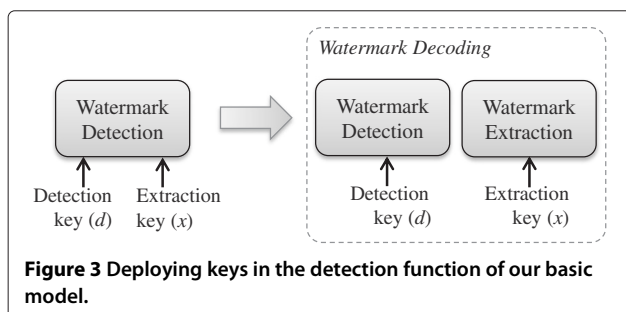 Watermark Decoding
Watermark
Detection
Detection
key (d)
Extraction
key (x)
Watermark
Detection
Watermark
Extraction
Detection
key (d)
Extraction
key (x)
Figure 3 Deploying keys in the detection function of our basic
model.